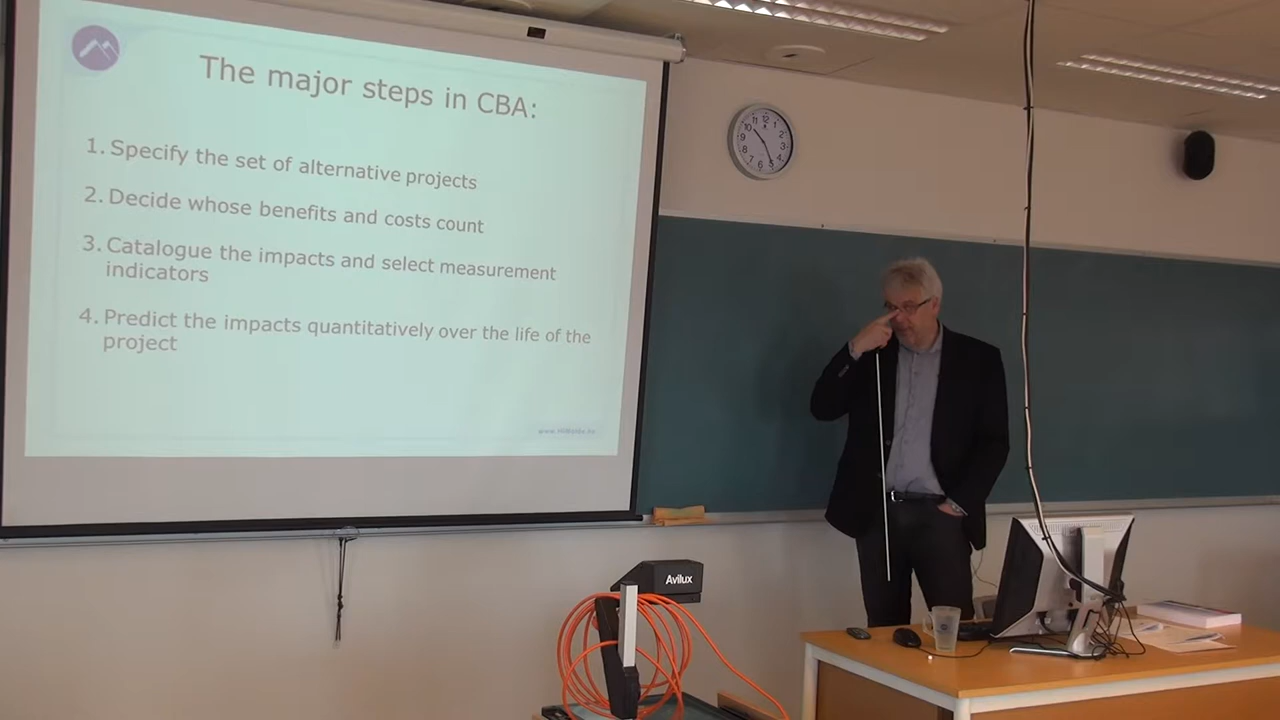 The major steps in CBA:
1. Specify the set of alternative projects
2. Decide whose benefits and costs count
3. Catalogue the impacts and select measurement
indicators
4. Predict the impacts quantitatively over the life of the
project
Avilux